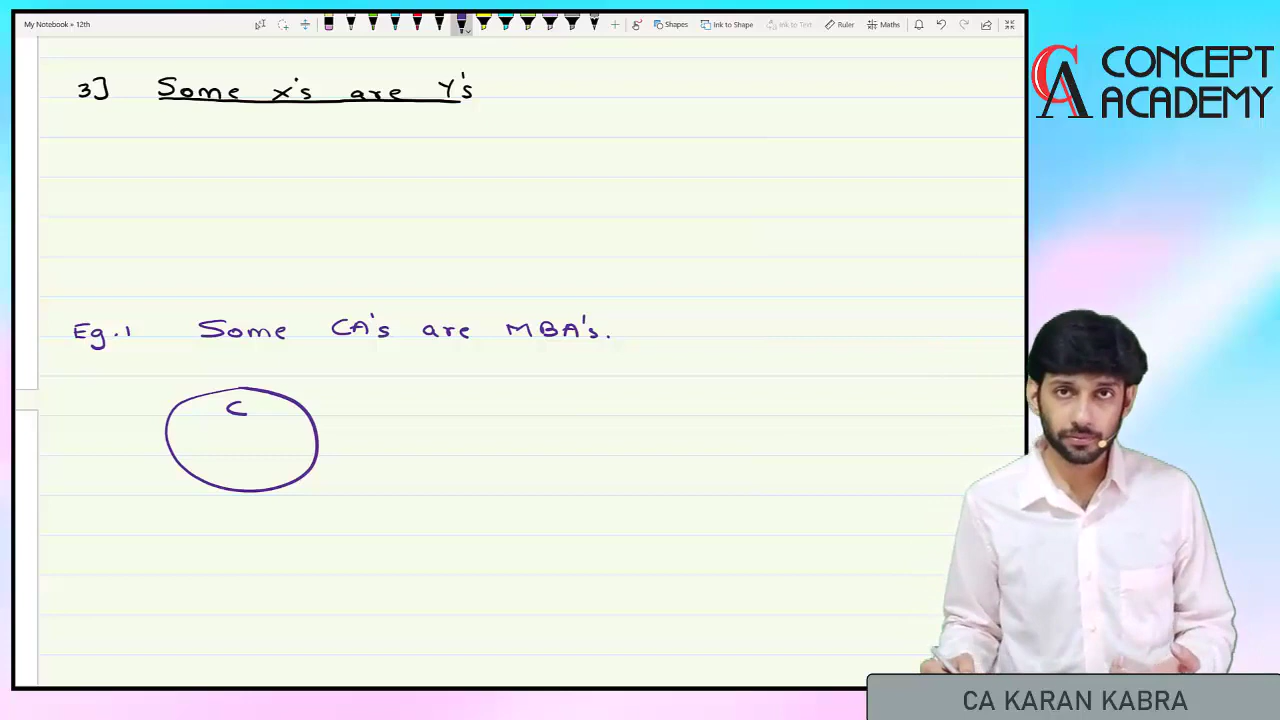 My Notebook » 12th
Shapes
Ink to Shape
Ink to Text
Ruler
Maths
3] Some X's are Y's
Eg.1 Some CA's are MBA's.
C
CA CONCEPT
ACADEMY
CA KARAN KABRA